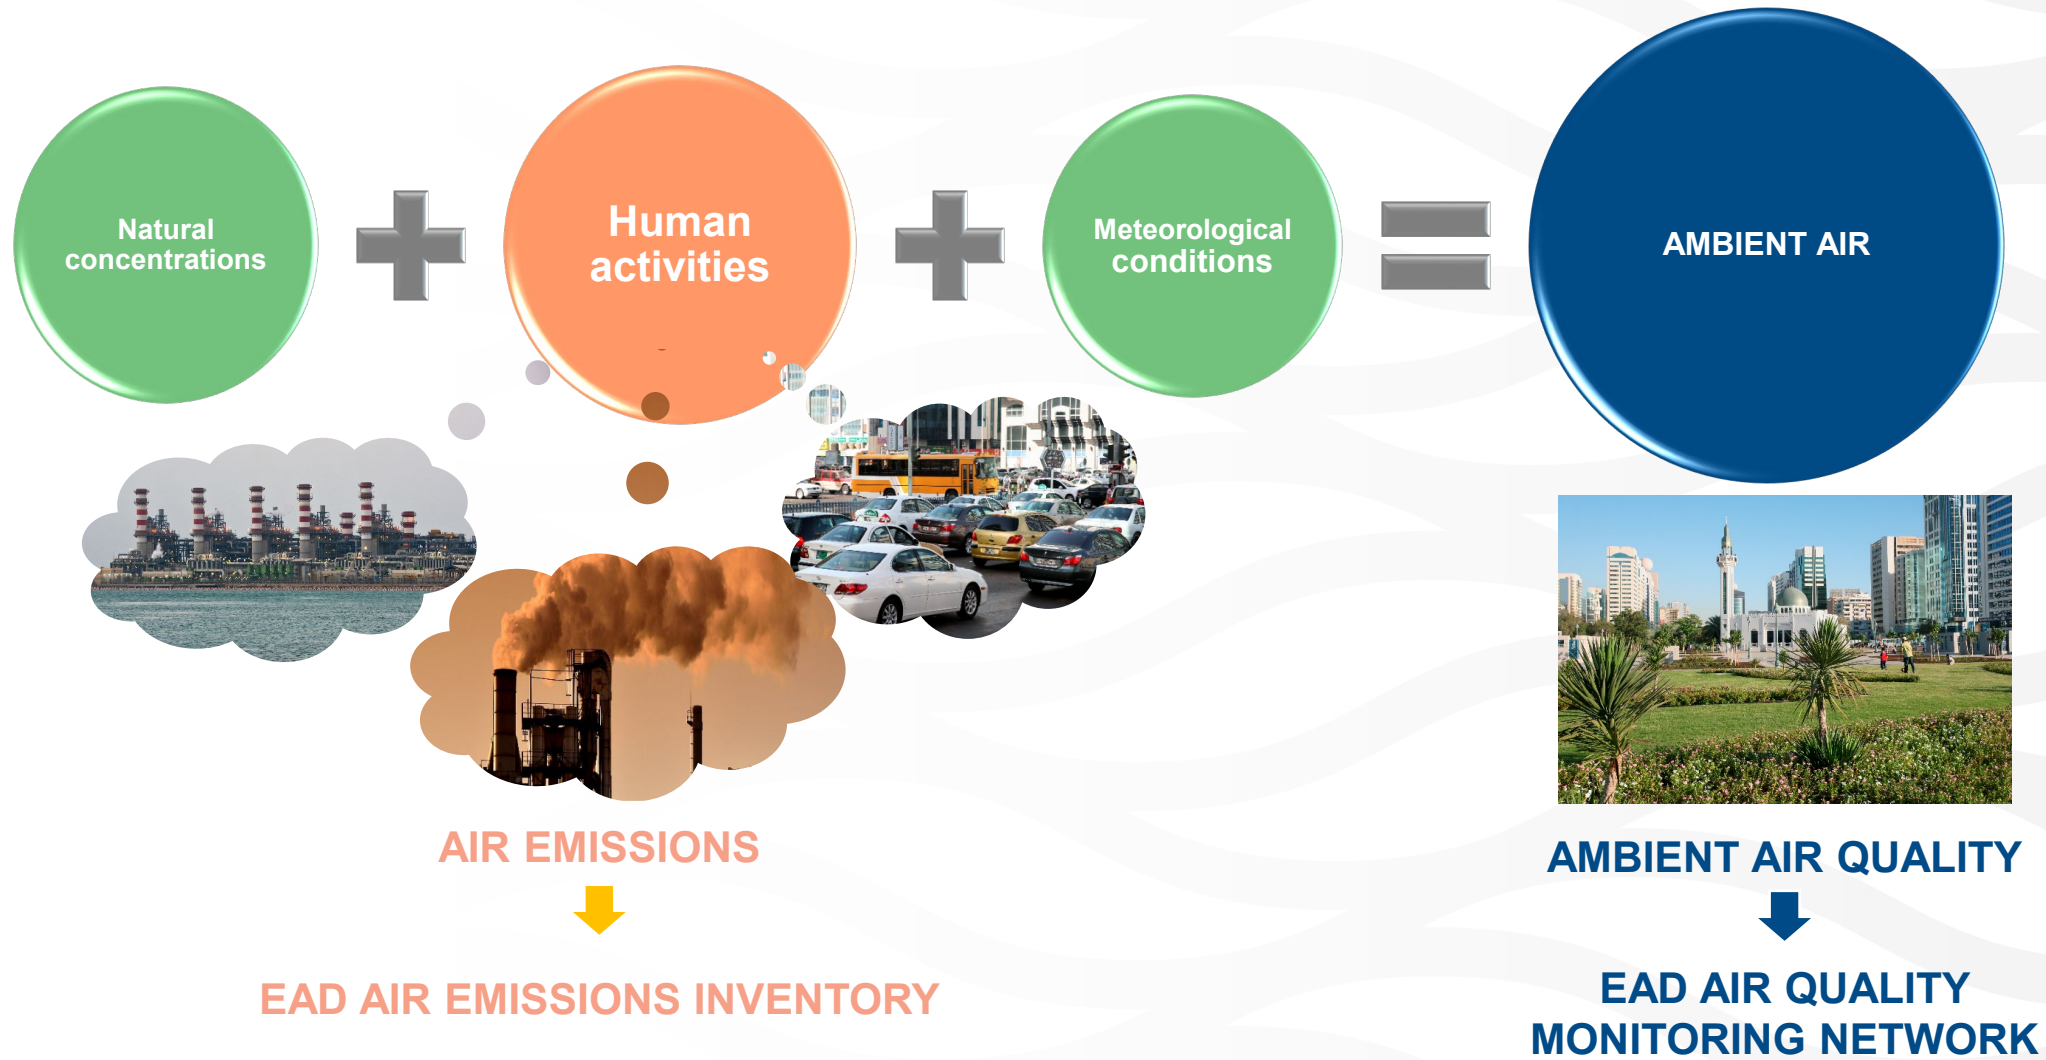 Natural
concentrations
Human
activities
Meteorological
conditions
AMBIENT AIR
AIR EMISSIONS
EAD AIR EMISSIONS INVENTORY
AMBIENT AIR QUALITY
EAD AIR QUALITY
MONITORING NETWORK